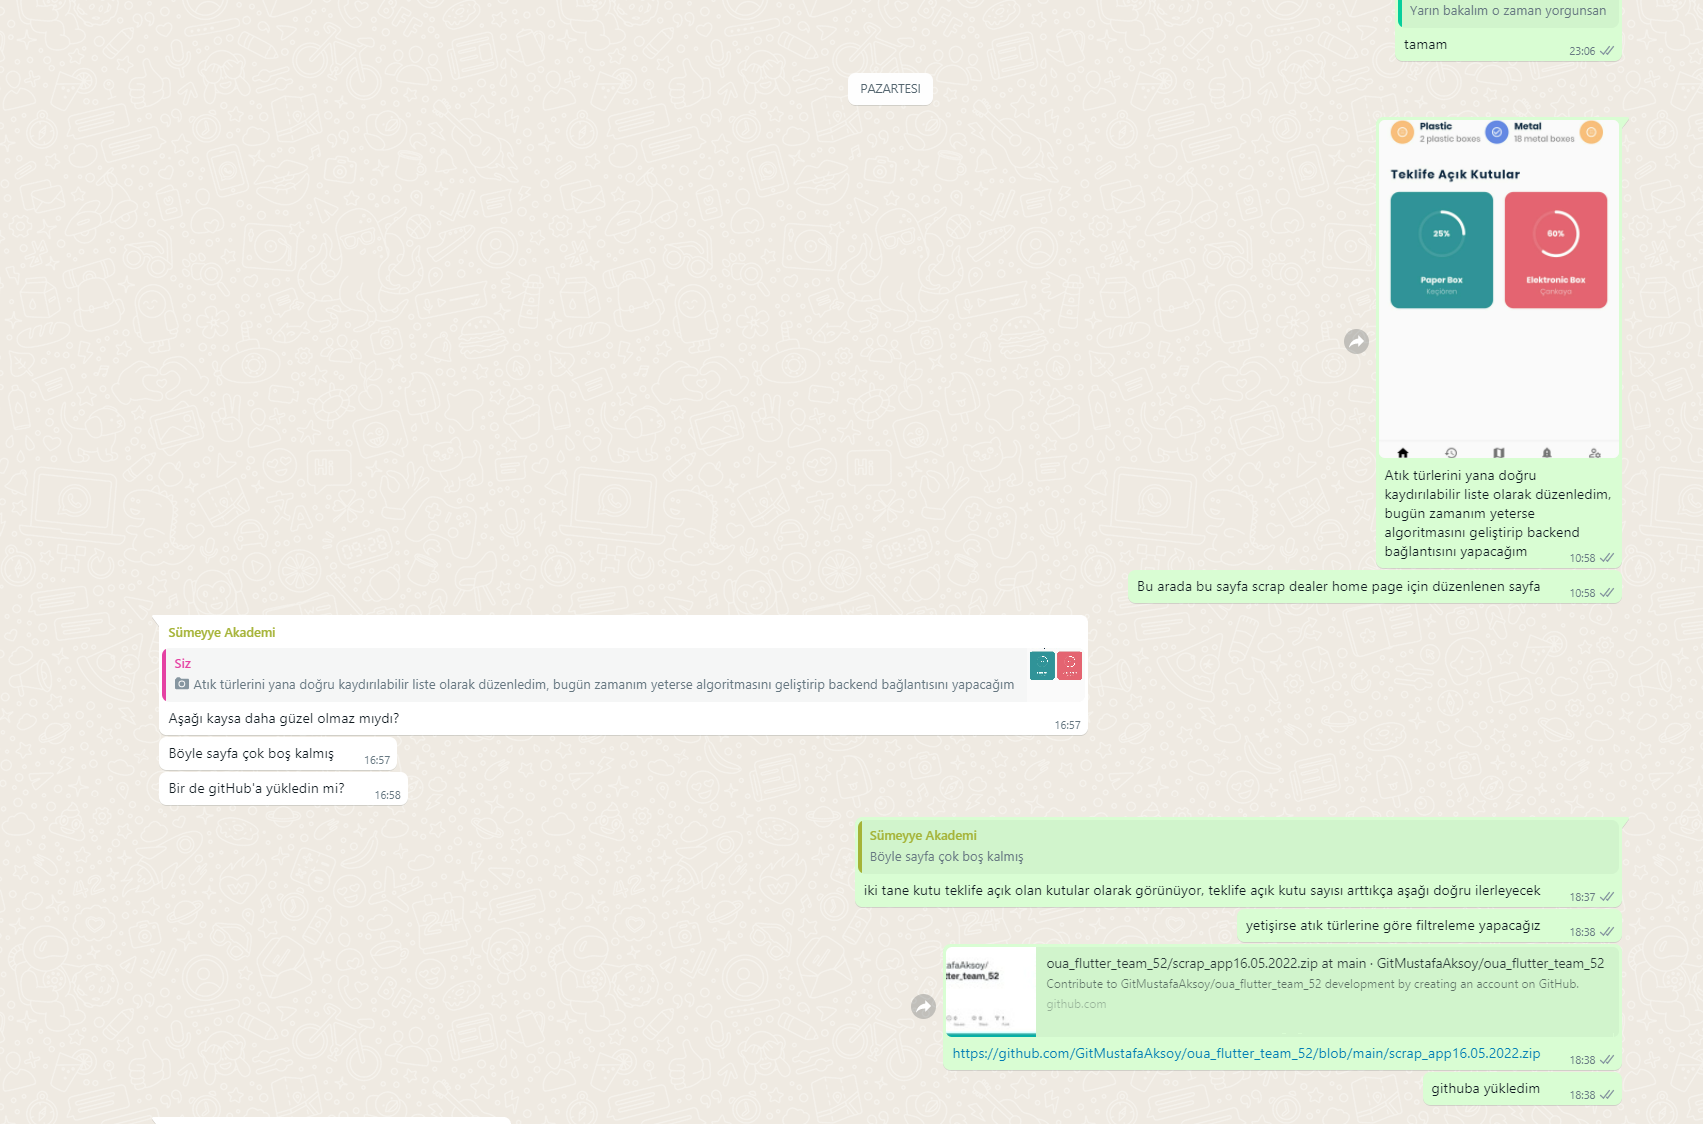 Yarın bakalım o zaman yorgunsan
tamam
23:06
PAZARTESI
Plastic
2 plastic boxes
Metal
18 metal boxes
Teklife Açık Kutular
25%
60%
Paper Box
Keçiören
Elektronic Box
Çankaya
Atık türlerini yana doğru
kaydırılabilir liste olarak düzenledim,
bugün zamanım yeterse
algoritmasını geliştirip backend
bağlantısını yapacağım
10:58
Bu arada bu sayfa scrap dealer home page için düzenlenen sayfa
10:58
Sümeyye Akademi
Siz
Atık türlerini yana doğru kaydırılabilir liste olarak düzenledim, bugün zamanım yeterse algoritmasını geliştirip backend bağlantısını yapacağım
Aşağı kaysa daha güzel olmaz mıydı?
16:57
Böyle sayfa çok boş kalmış
16:57
Bir de gitHub'a yükledin mi?
16:58
Sümeyye Akademi
Böyle sayfa çok boş kalmış
iki tane kutu teklife açık olan kutular olarak görünüyor, teklife açık kutu sayısı arttıkça aşağı doğru ilerleyecek
18:37
yetişirse atık türlerine göre filtreleme yapacağız
18:38
afaAksoy/
tter_team_52
oua_flutter_team_52/scrap_app16.05.2022.zip at main · GitMustafaAksoy/oua_flutter_team_52
Contribute to GitMustafaAksoy/oua_flutter_team_52 development by creating an account on GitHub.
github.com
https://github.com/GitMustafaAksoy/oua_flutter_team_52/blob/main/scrap_app16.05.2022.zip
18:38
githuba yükledim
18:38